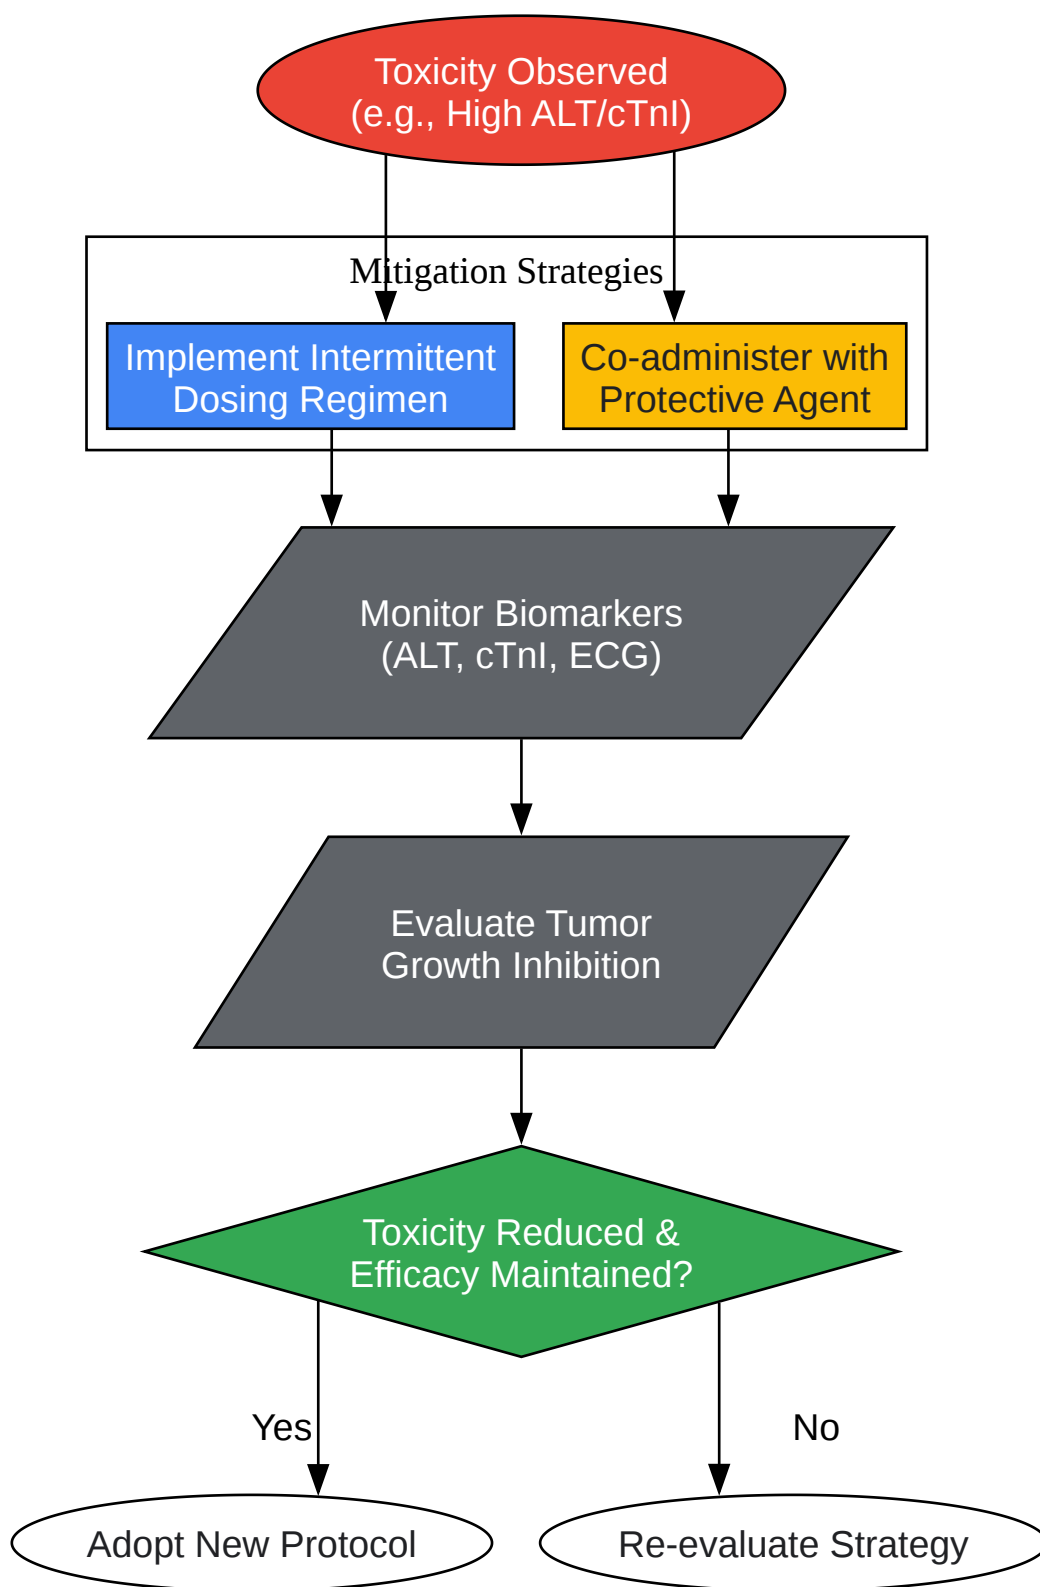 Toxicity Observed
(e.g., High ALT/cTnI)
Mitigation Strategies
Implement Intermittent
Dosing Regimen
Co-administer with
Protective Agent
Monitor Biomarkers
(ALT, cTnI, ECG)
Evaluate Tumor
Growth Inhibition
Toxicity Reduced &
Efficacy Maintained?
Yes
No
Adopt New Protocol
Re-evaluate Strategy